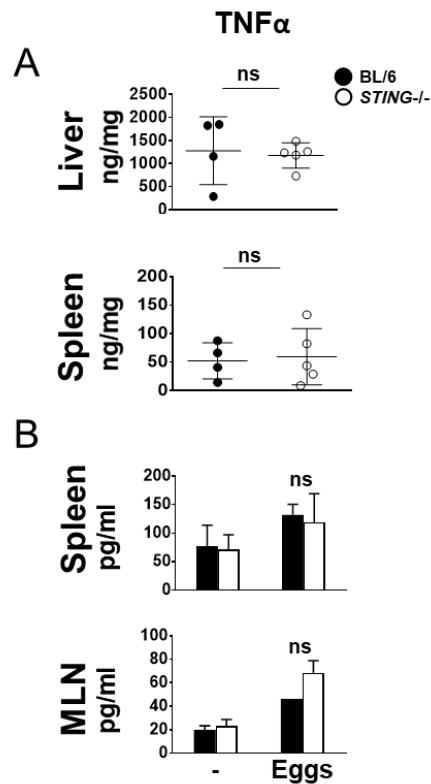 TNFα
A
BL/6
STING-/-
ns
Liver
ng/mg
2500
2000
1500
1000
500
0
ns
Spleen
ng/mg
200
150
100
50
0
B
Spleen
pg/ml
200
150
100
50
0
ns
MLN
pg/ml
100
80
60
40
20
0
ns
- Eggs